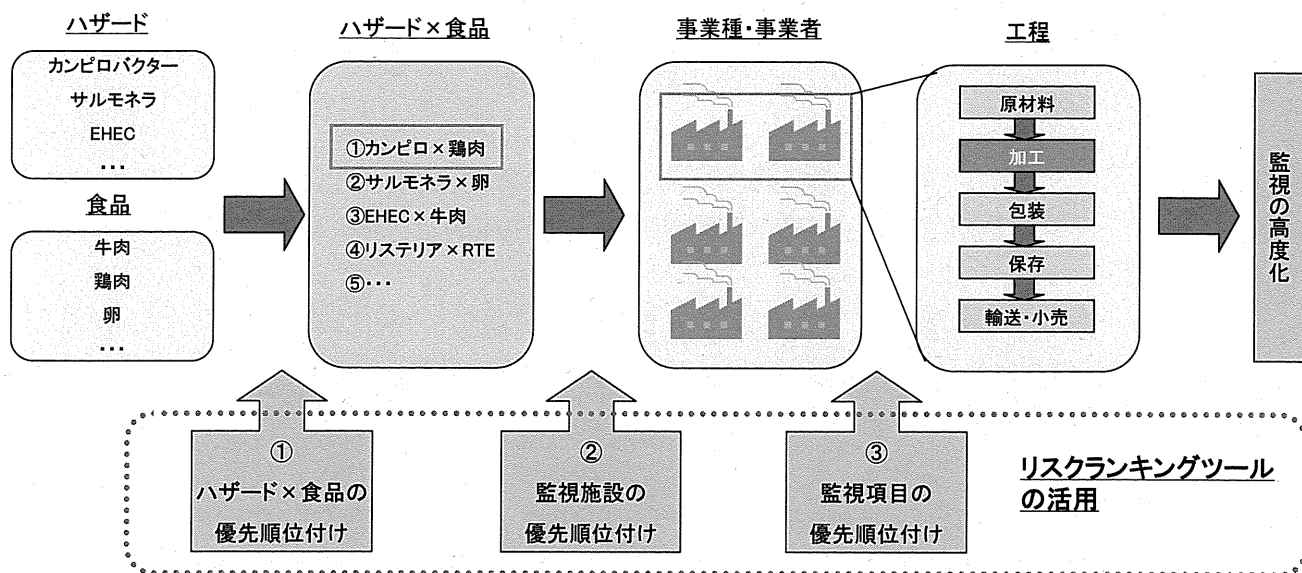 ハザード
カンピロバクター
サルモネラ
EHEC
・・・
食品
牛肉
鶏肉
卵
・・・
ハザード×食品
①カンピロ×鶏肉
②サルモネラ×卵
③EHEC×牛肉
④リステリア×RTE
⑤・・・
事業種・事業者
工程
原材料
加工
包装
保存
輸送・小売
監視の高度化
①
ハザード×食品の
優先順位付け
②
監視施設の
優先順位付け
③
監視項目の
優先順位付け
リスクランキングツール
の活用